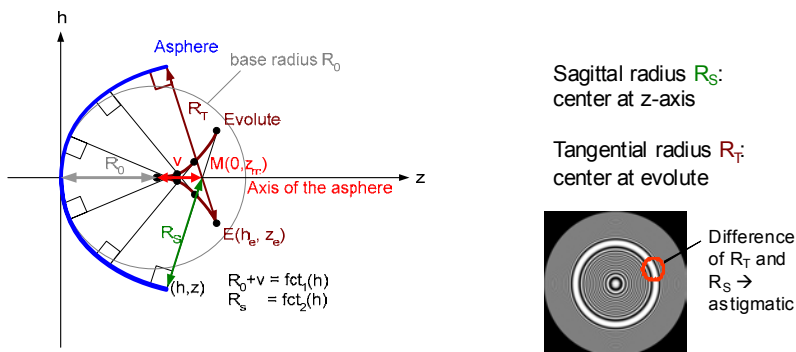 h
Asphere
base radius R0
RT
Evolute
R0
v
M(0,zm)
z
Axis of the asphere
RS
E(he, ze)
(h,z)
R0+v = fct1(h)
Rs = fct2(h)
Sagittal radius RS:
center at z-axis
Tangential radius RT:
center at evolute
Difference
of RT and
RS →
astigmatic